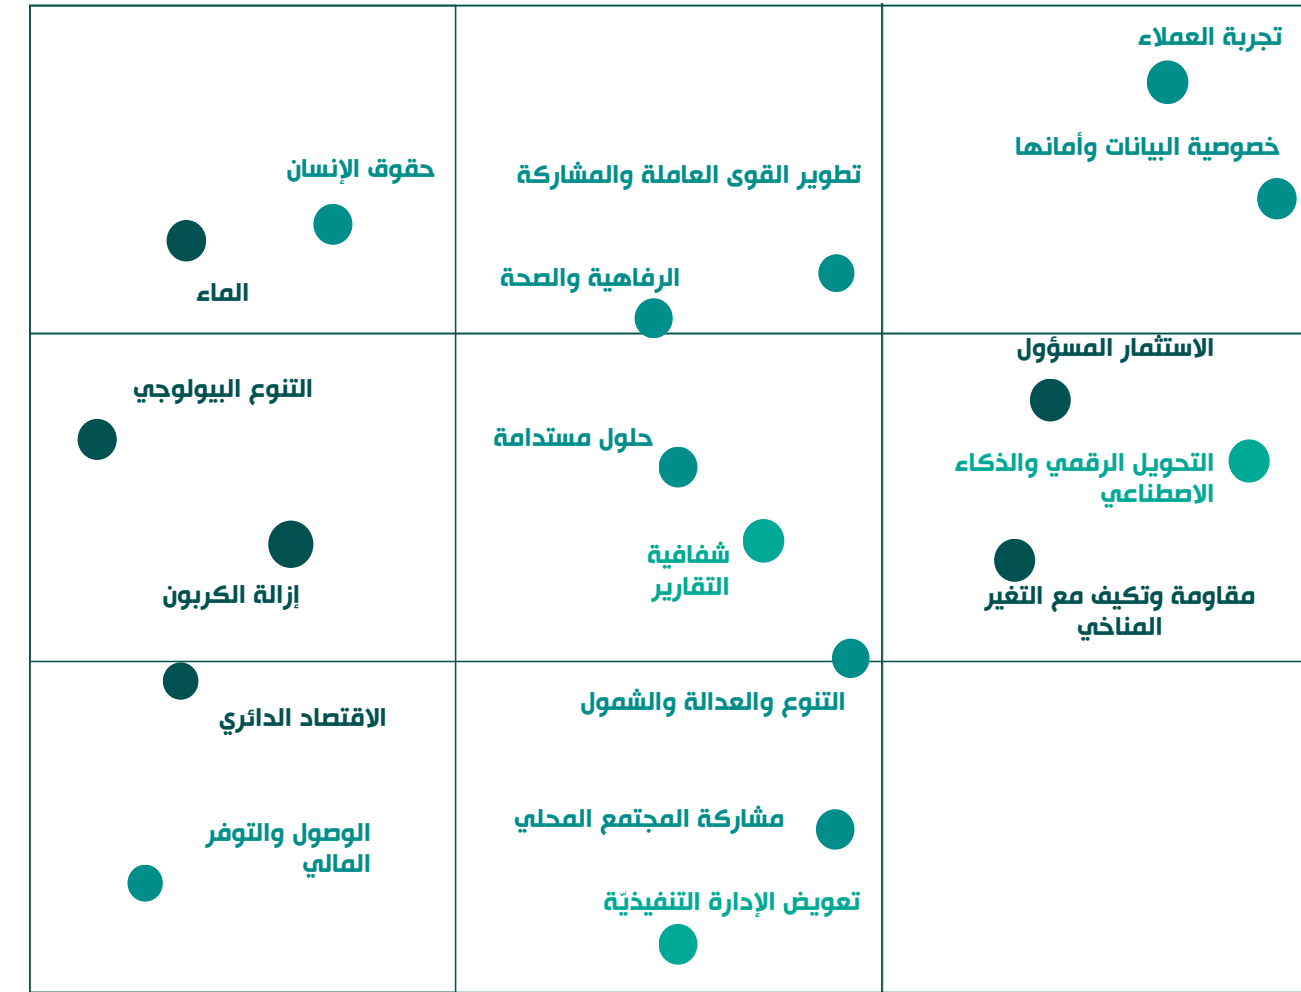 تجربة العملاء
خصوصية البيانات وأمانها
تطوير القوى العاملة والمشاركة
الرفاهية والصحة
حقوق الإنسان
الماء
الاستثمار المسؤول
التحويل الرقمي والذكاء
الاصطناعي
مقاومة وتكيف مع التغير
المناخي
حلول مستدامة
شفافية
التقارير
التنوع البيولوجي
إزالة الكربون
التنوع والعدالة والشمول
مشاركة المجتمع المحلي
تعويض الإدارة التنفيذيّة
الاقتصاد الدائري
الوصول والتوفر
المالي